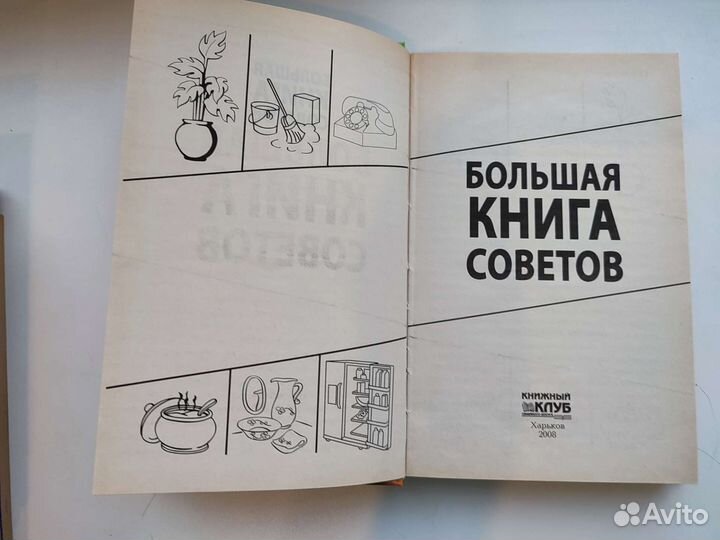 БОЛЬШАЯ
КНИГА
СОВЕТОВ
КНИЖНЫЙ
КЛУБ
Харьков
2008
Avito